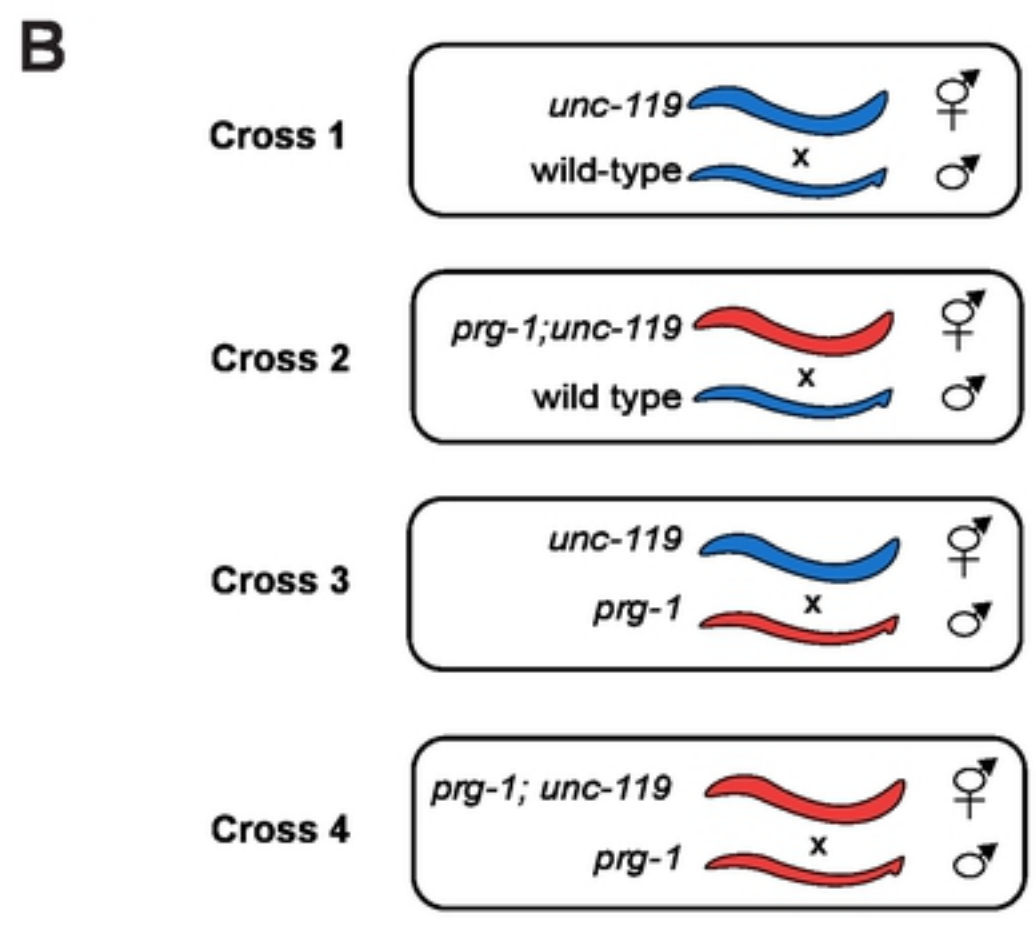 B
Cross 1
unc-119
x
wild-type
Cross 2
prg-1;unc-119
x
wild type
Cross 3
unc-119
x
prg-1
Cross 4
prg-1; unc-119
x
prg-1